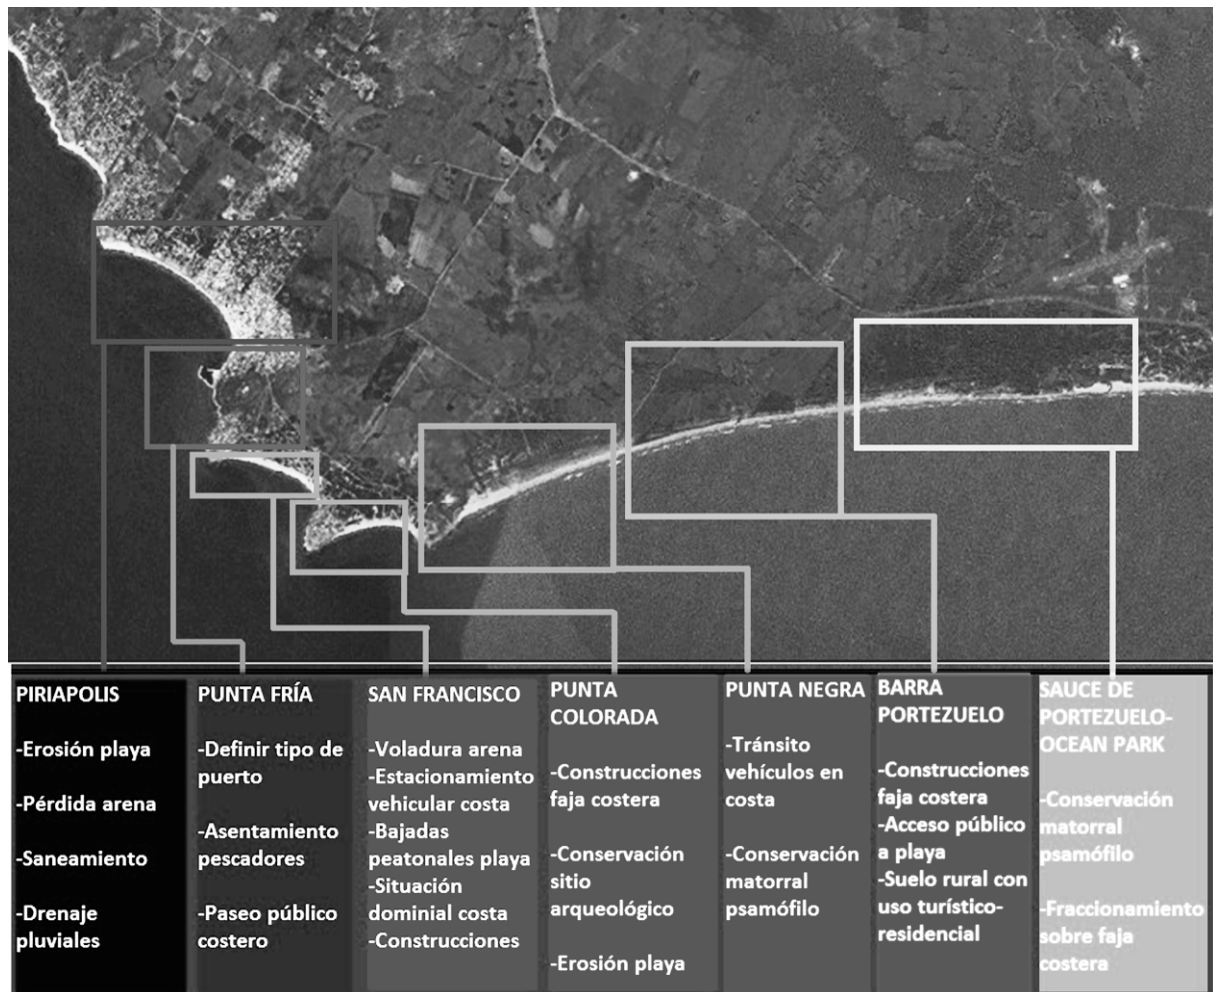 PIRIAPOLIS
-Erosión playa
-Pérdida arena
-Saneamiento
-Drenaje
pluviales
PUNTA FRÍA
-Definir tipo de
puerto
-Asentamiento
pescadores
-Paseo público
costero
SAN FRANCISCO
-Voladura arena
-Estacionamiento
vehicular costa
-Bajadas
peatonales playa
-Situación
dominial costa
-Construcciones
PUNTA
COLORADA
-Construcciones
faja costera
-Conservación
sitio
arqueológico
-Erosión playa
PUNTA NEGRA
-Tránsito
vehículos en
costa
-Conservación
matorral
psamófilo
BARRA
PORTEZUELO
-Construcciones
faja costera
-Acceso público
a playa
-Suelo rural con
uso turístico-
residencial
SAUCE DE
PORTEZUELO-
OCEAN PARK
-Conservación
matorral
psamófilo
-Fraccionamiento
sobre faja
costera